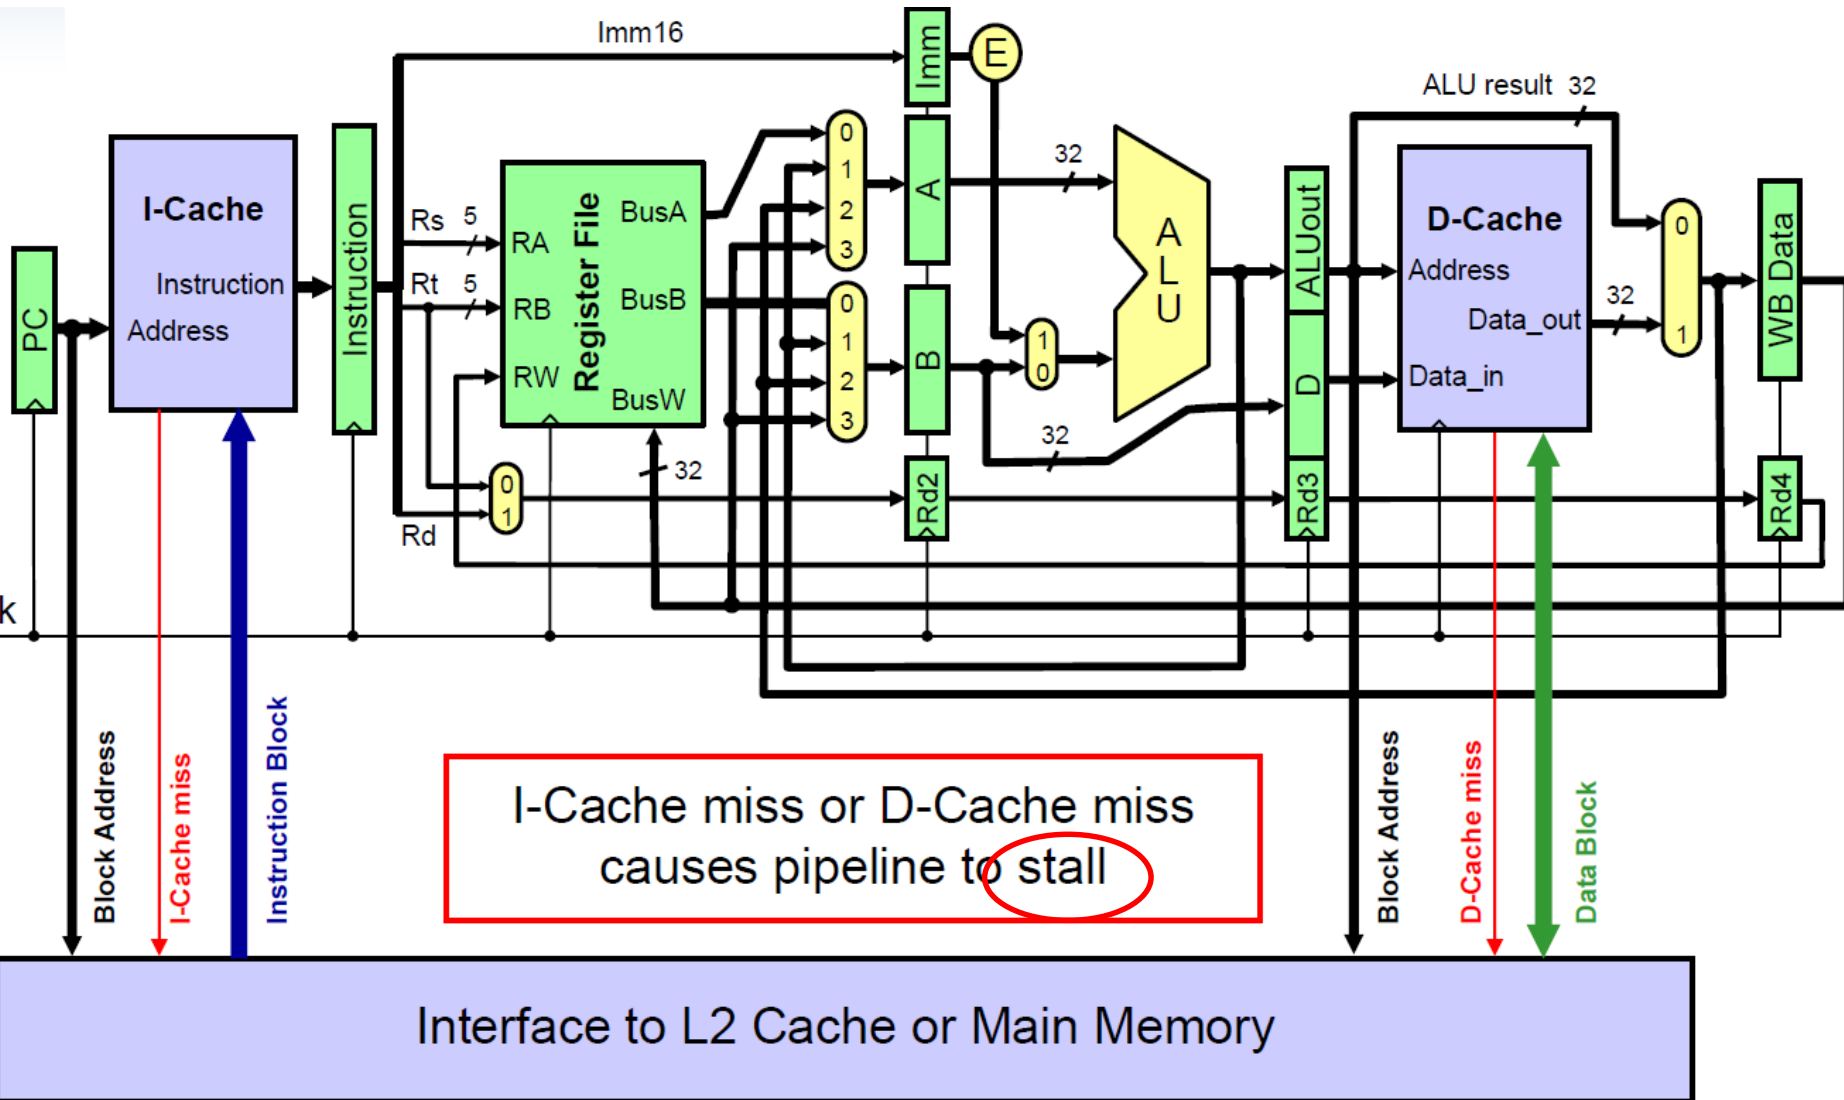 Imm16
Imm
E
ALU result 32
I-Cache
Instruction
Address
PC
Instruction
Rs 5
Rt 5
Rd
Register File
RA
RB
RW
BusA
BusB
BusW
32
0
1
2
3
0
1
2
3
0
1
A
B
Rd2
32
1
0
32
A
L
U
ALUout
D
Rd3
D-Cache
Address
Data_out
Data_in
32
0
1
WB Data
Rd4
k
Block Address
I-Cache miss
Instruction Block
I-Cache miss or D-Cache miss
causes pipeline to stall
Block Address
D-Cache miss
Data Block
Interface to L2 Cache or Main Memory